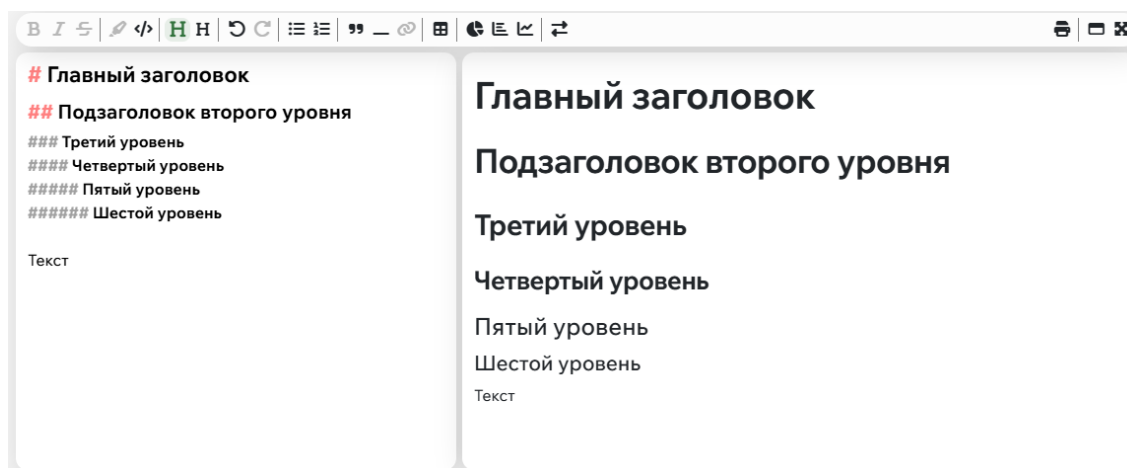 B I S H H
# Главный заголовок
## Подзаголовок второго уровня
### Третий уровень
#### Четвертый уровень
##### Пятый уровень
###### Шестой уровень
Текст
Главный заголовок
Подзаголовок второго уровня
Третий уровень
Четвертый уровень
Пятый уровень
Шестой уровень
Текст